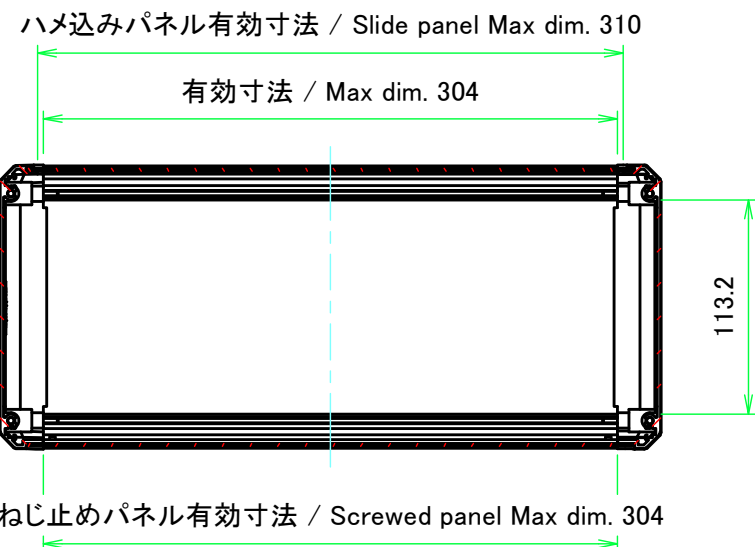 ハメ込みパネル有効寸法 / Slide panel Max dim. 310
有効寸法 / Max dim. 304
113.2
ねじ止めパネル有効寸法 / Screwed panel Max dim. 304